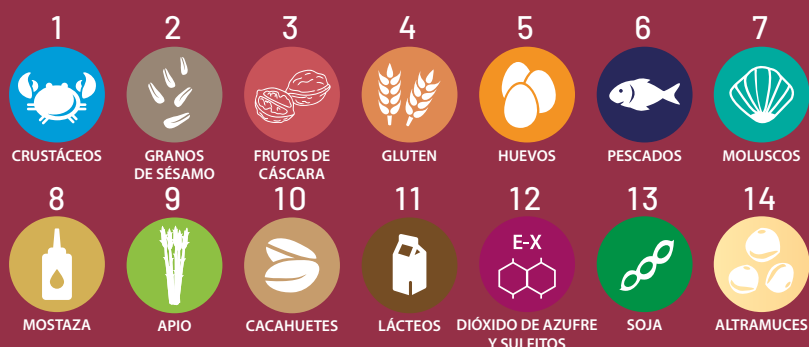 1 2 3 4 5 6 7
CRUSTÁCEOS
GRANOS
DE SÉSAMO
FRUTOS DE
CÁSCARA
GLUTEN
HUEVOS
PESCADOS
MOLUSCOS
8 9 10 11 12 13 14
E-X
MOSTAZA
APIO
CACAHUETES
LÁCTEOS
DIÓXIDO DE AZUFRE
Y SULFITOS
SOJA
ALTRAMUCES